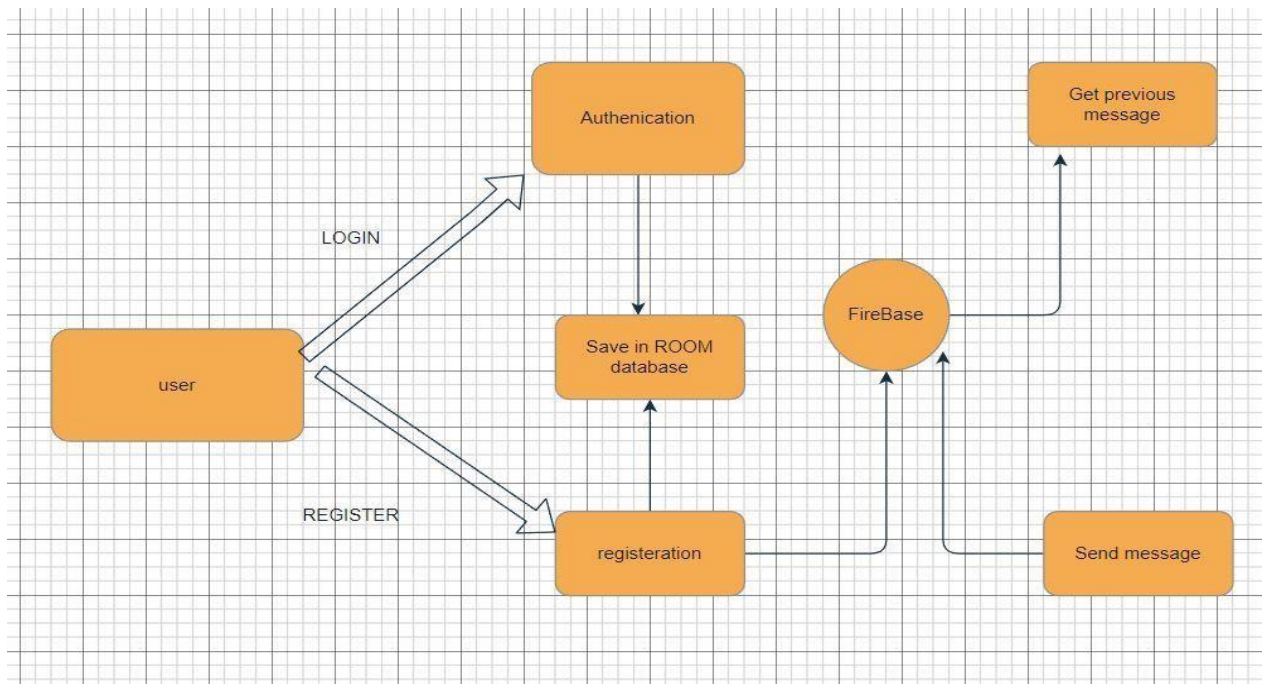 Authenication
Get previous
message
LOGIN
FireBase
Save in ROOM
database
user
REGISTER
registeration
Send message